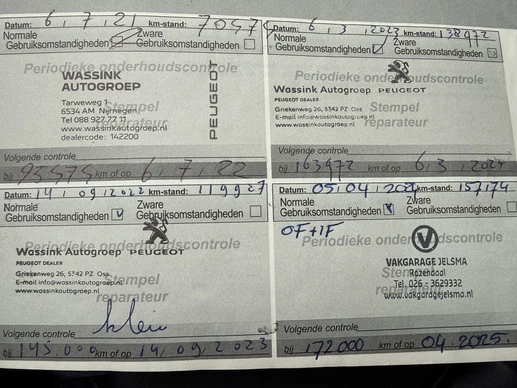 Datum: 6, 7, 21 km-stand: 70575
Normale Gebruiksomstandigheden Zware Gebruiksomstandigheden
Periodieke onderhoudscontrole
WASSINK
AUTOGROEP
PEUGEOT
Tarweweg 1
6534 AM Nijmegen
Tel 088 927 77 11
www.wassinkautogroep.nl
dealercode: 142200
Stempel
reparateur
Volgende controle
bij 95575 km of op 6, 7, 22
Datum: 6, 3, 2023 km-stand: 138972
Normale Gebruiksomstandigheden Zware Gebruiksomstandigheden
Periodieke onderhoudscontrole
Wassink Autogroep PEUGEOT
PEUGEOT DEALER
Griekenweg 26, 5342 PZ Oss
E-mail info@wassinkautogroep.nl
www.wassinkautogroep.nl
Stempel
reparateur
Volgende controle
bij 163972 km of op 6, 3, 2024
Datum: 14, 09, 2022 km-stand: 119927
Normale Gebruiksomstandigheden V Zware Gebruiksomstandigheden
Periodieke onderhoudscontrole
Wassink Autogroep PEUGEOT
PEUGEOT DEALER
Griekenweg 26, 5342 PZ Oss
E-mail info@wassinkautogroep.nl
www.wassinkautogroep.nl
Stempel
reparateur
Volgende controle
bij 145.000 km of op 14, 09, 2023
Datum: 05, 04, 2024 km-stand: 157174
Normale Gebruiksomstandigheden Zware Gebruiksomstandigheden
OF+IF
Periodieke onderhoudscontrole
V
VAKGARAGE JELSMA
Rozendaal
Tel. 026 - 3629332
www.vakgaragejelsma.nl
Stempel
reparateur
Volgende controle
bij 172000 km of op 04, 2025.